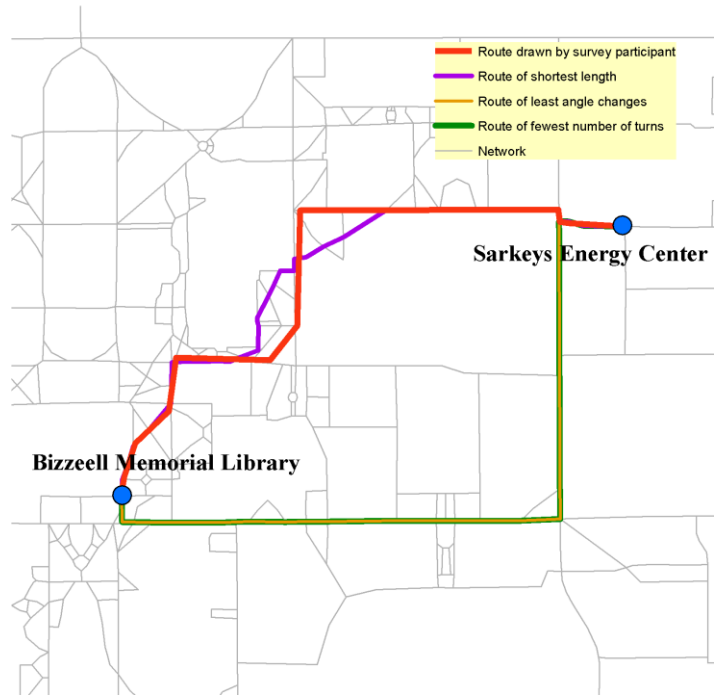 Route drawn by survey participant
Route of shortest length
Route of least angle changes
Route of fewest number of turns
Network
Sarkeys Energy Center
Bizzeell Memorial Library